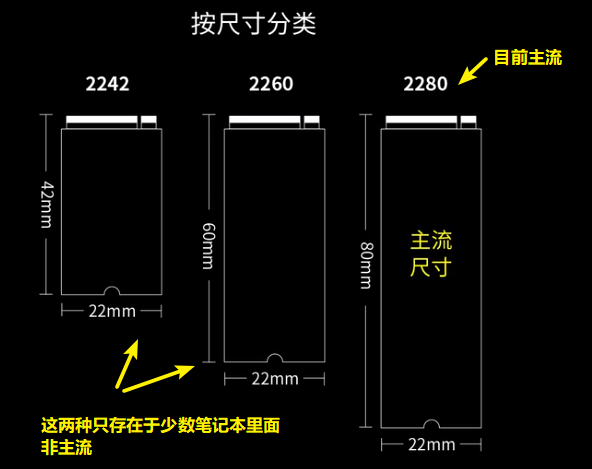 按尺寸分类
2242
2260
2280
目前主流
42mm
60mm
80mm
主流
尺寸
22mm
22mm
22mm
这两种只存在于少数笔记本里面
非主流